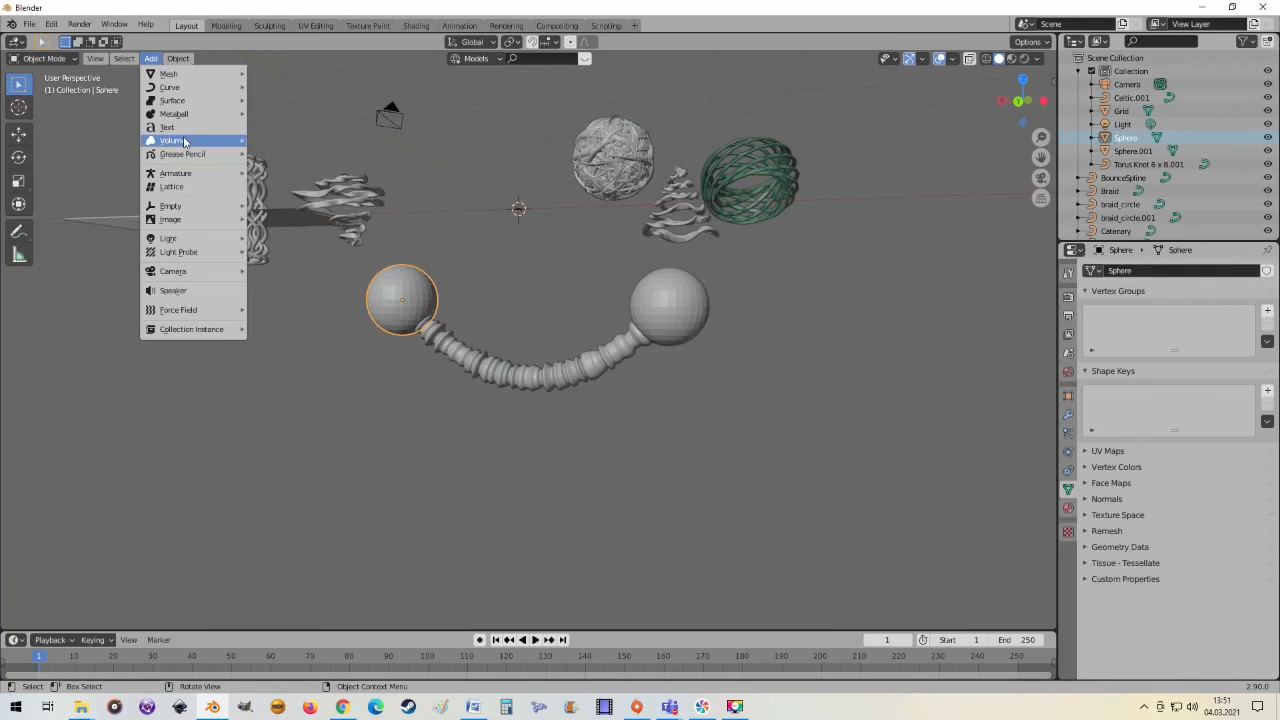 Blender
File Edit Render Window Help Layout Modeling Sculpting UV Editing Texture Paint Shading Animation Rendering Compositing Scripting + Scene View Layer
Global Options
Object Mode View Select Add Object Models
User Perspective
(1) Collection | Sphere
Mesh
Curve
Surface
Metaball
Text
Volume
Grease Pencil
Armature
Lattice
Empty
Image
Light
Light Probe
Camera
Speaker
Force Field
Collection Instance
Scene Collection
Collection
Camera
Celtic.001
Grid
Light
Sphere
Sphere.001
Torus Knot 6 x 8.001
BounceSpline
Braid
braid_circle
braid_circle.001
Catenary
Sphere Sphere
Sphere
Vertex Groups
Shape Keys
UV Maps
Vertex Colors
Face Maps
Normals
Texture Space
Remesh
Geometry Data
Tissue - Tessellate
Custom Properties
Playback Keying View Marker 1 Start 1 End 250
1 10 20 30 40 50 60 70 80 90 100 110 120 130 140 150 160 170 180 190 200 210 220 230 240 250
Select Box Select Rotate View Object Context Menu 2.90.0
13:51
04.03.2021